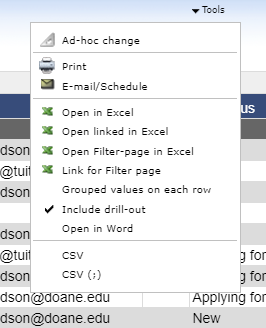 Tools
Ad-hoc change
Print
E-mail/Schedule
us
Open in Excel
dson
Open linked in Excel
Open Filter-page in Excel
@tuit
Link for Filter page
dson
Grouped values on each row
Include drill-out
dson
Open in Word
@tuit
CSV
g for
dson
CSV (;)
g for
dson@doane.edu
Applying for
dson@doane.edu
New